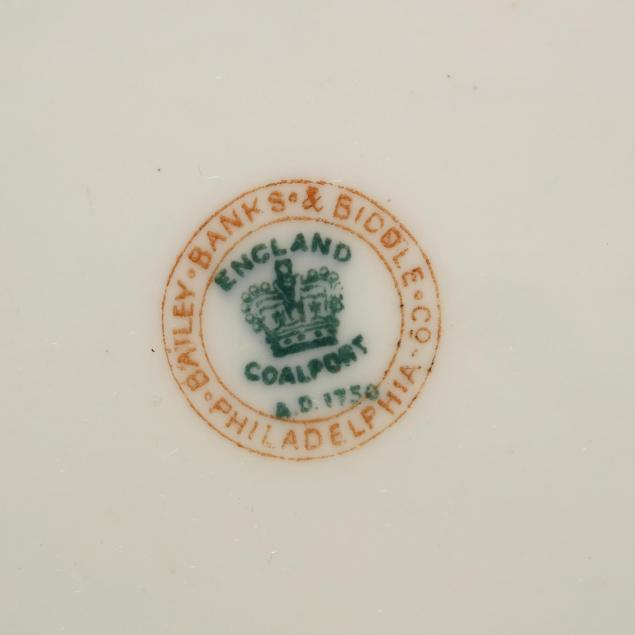 BAILEY • BANKS • & BIDDLE • CO •
• PHILADELPHIA
ENGLAND
COALPORT
A.D. 1750